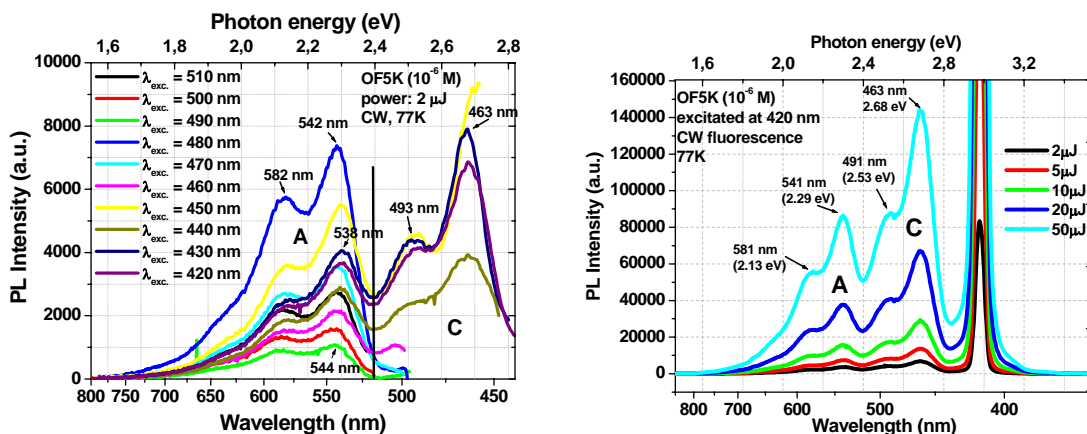 Photon energy (eV)
1,6 1,8 2,0 2,2 2,4 2,6 2,8
PL Intensity (a.u.)
10000
8000
6000
4000
2000
0
λexc. = 510 nm
λexc. = 500 nm
λexc. = 490 nm
λexc. = 480 nm
λexc. = 470 nm
λexc. = 460 nm
λexc. = 450 nm
λexc. = 440 nm
λexc. = 430 nm
λexc. = 420 nm
OF5K (10-6 M)
power: 2 µJ
CW, 77K
463 nm
542 nm
582 nm
493 nm
A
538 nm
C
544 nm
800 750 700 650 600 550 500 450
Wavelength (nm)
Photon energy (eV)
1,6 2,0 2,4 2,8 3,2
PL Intensity (a.u.)
160000
140000
120000
100000
80000
60000
40000
20000
0
OF5K (10-6 M)
excitated at 420 nm
CW fluorescence
77K
463 nm
2.68 eV
491 nm
(2.53 eV)
541 nm
(2.29 eV)
581 nm
(2.13 eV)
C
A
2µJ
5µJ
10µJ
20µJ
50µJ
800 700 600 500 400
Wavelength (nm)